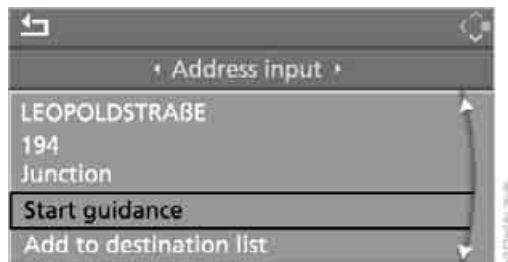 Address input
LEOPOLDSTRAßE
194
Junction
Start guidance
Add to destination list